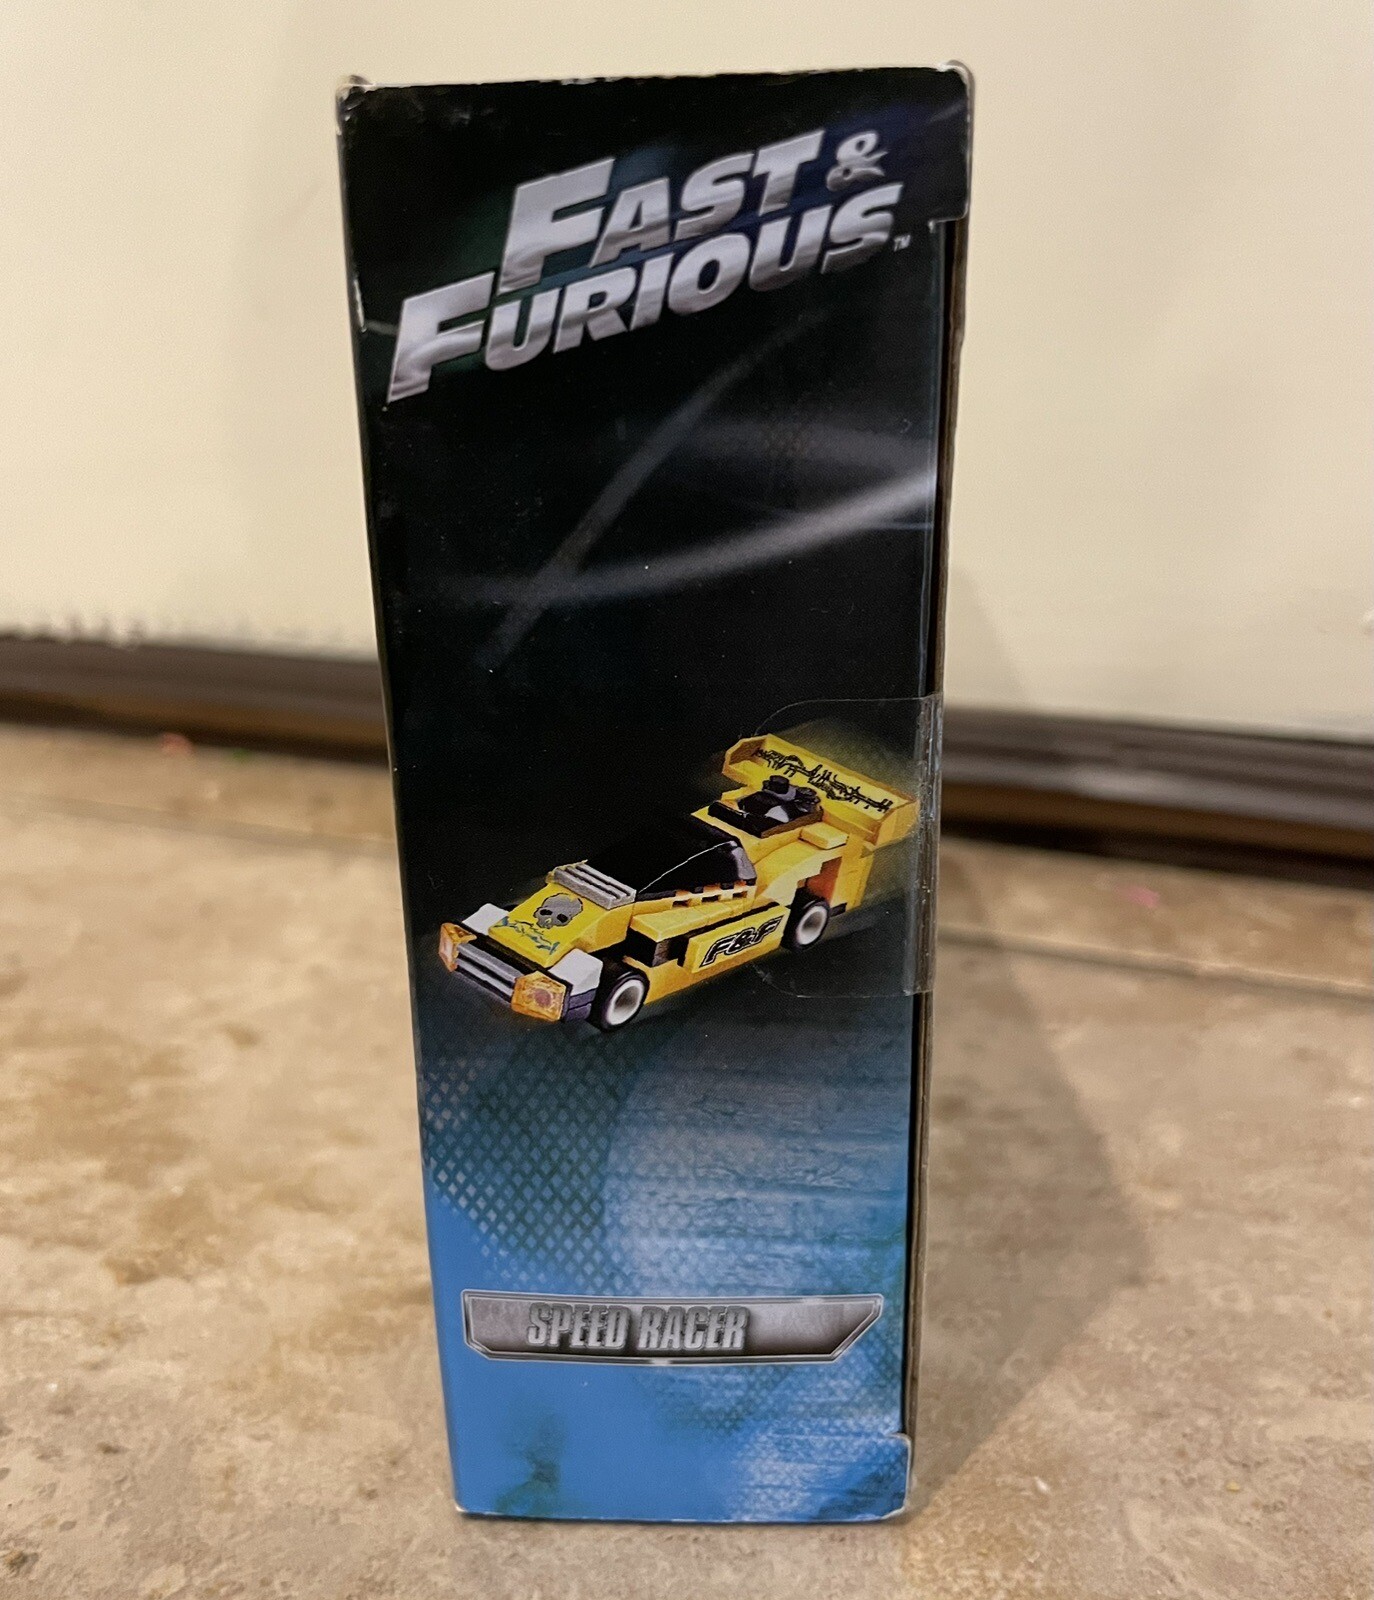 FAST &
FURIOUS™
F&F
SPEED RACER